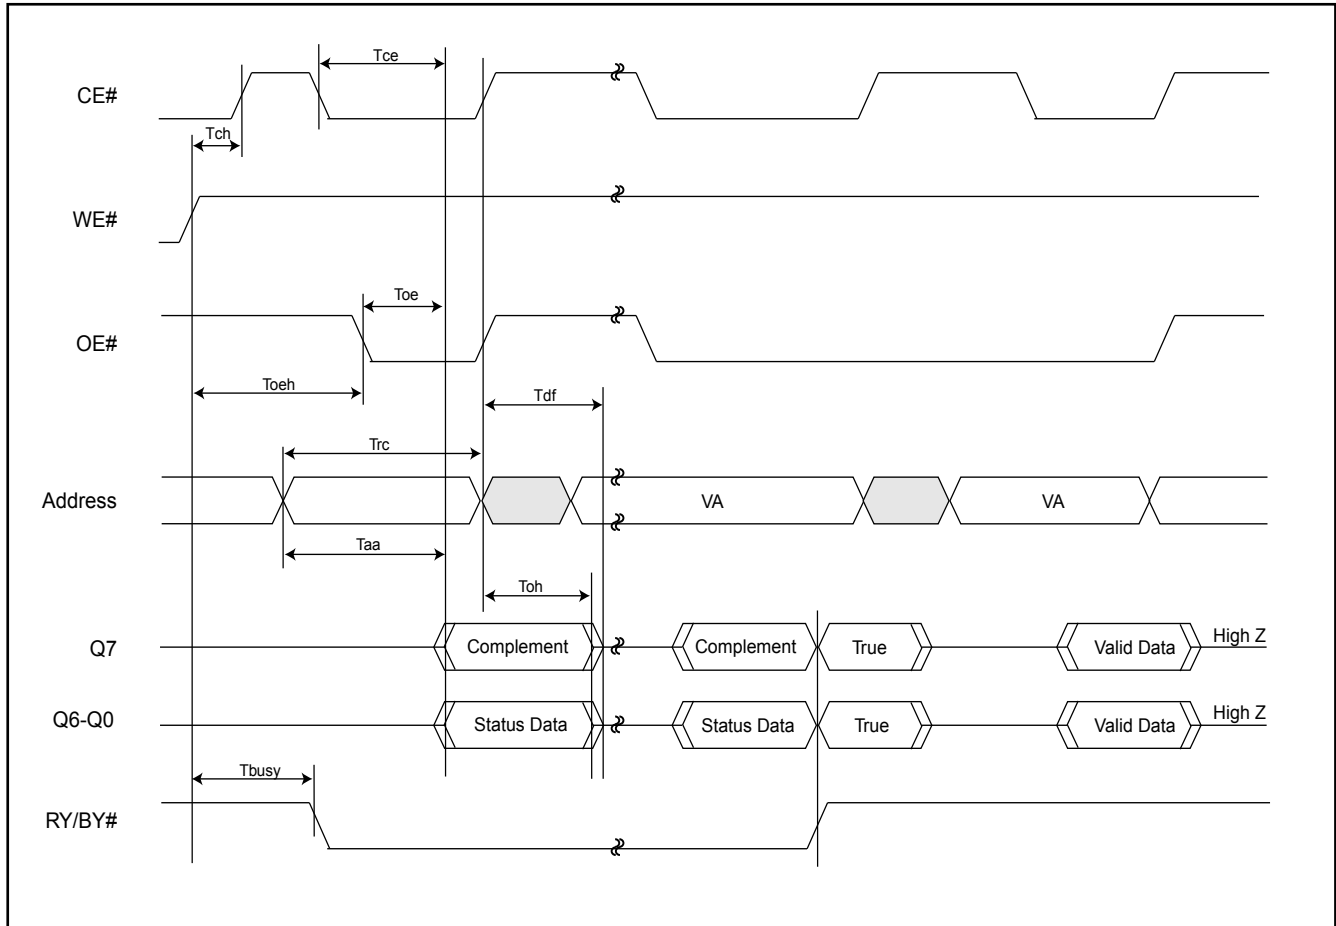 Tce
CE#
Tch
WE#
Toe
OE#
Toeh
Tdf
Trc
Address
VA
VA
Taa
Toh
Q7
Complement
Complement
True
Valid Data
High Z
Q6-Q0
Status Data
Status Data
True
Valid Data
High Z
Tbusy
RY/BY#